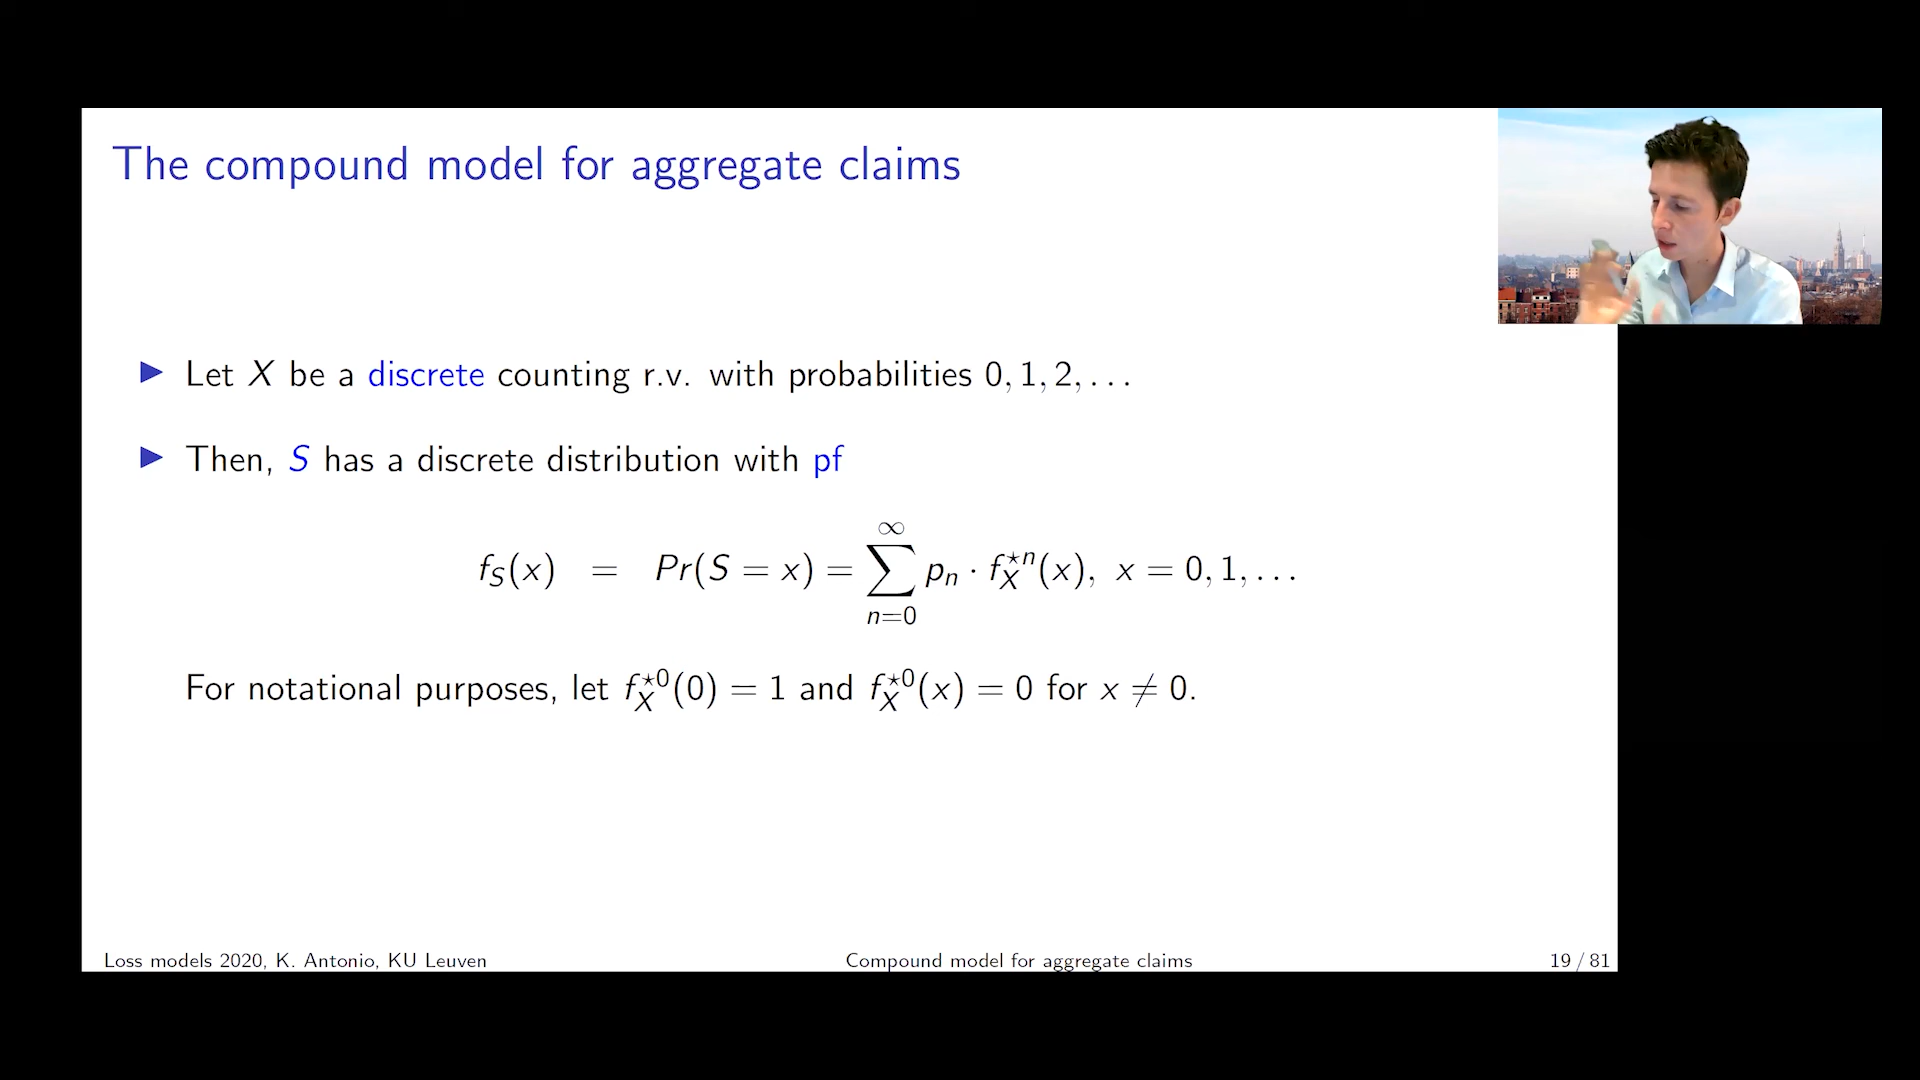 The compound model for aggregate claims
▶ Let X be a discrete counting r.v. with probabilities 0, 1, 2, . . .
▶ Then, S has a discrete distribution with pf
f_S(x) = Pr(S = x) = ∑_{n=0}^{∞} p_n · f_X^{⋆n}(x), x = 0, 1, . . .
For notational purposes, let f_X^{⋆0}(0) = 1 and f_X^{⋆0}(x) = 0 for x ≠ 0.
Loss models 2020, K. Antonio, KU Leuven
Compound model for aggregate claims
19 / 81